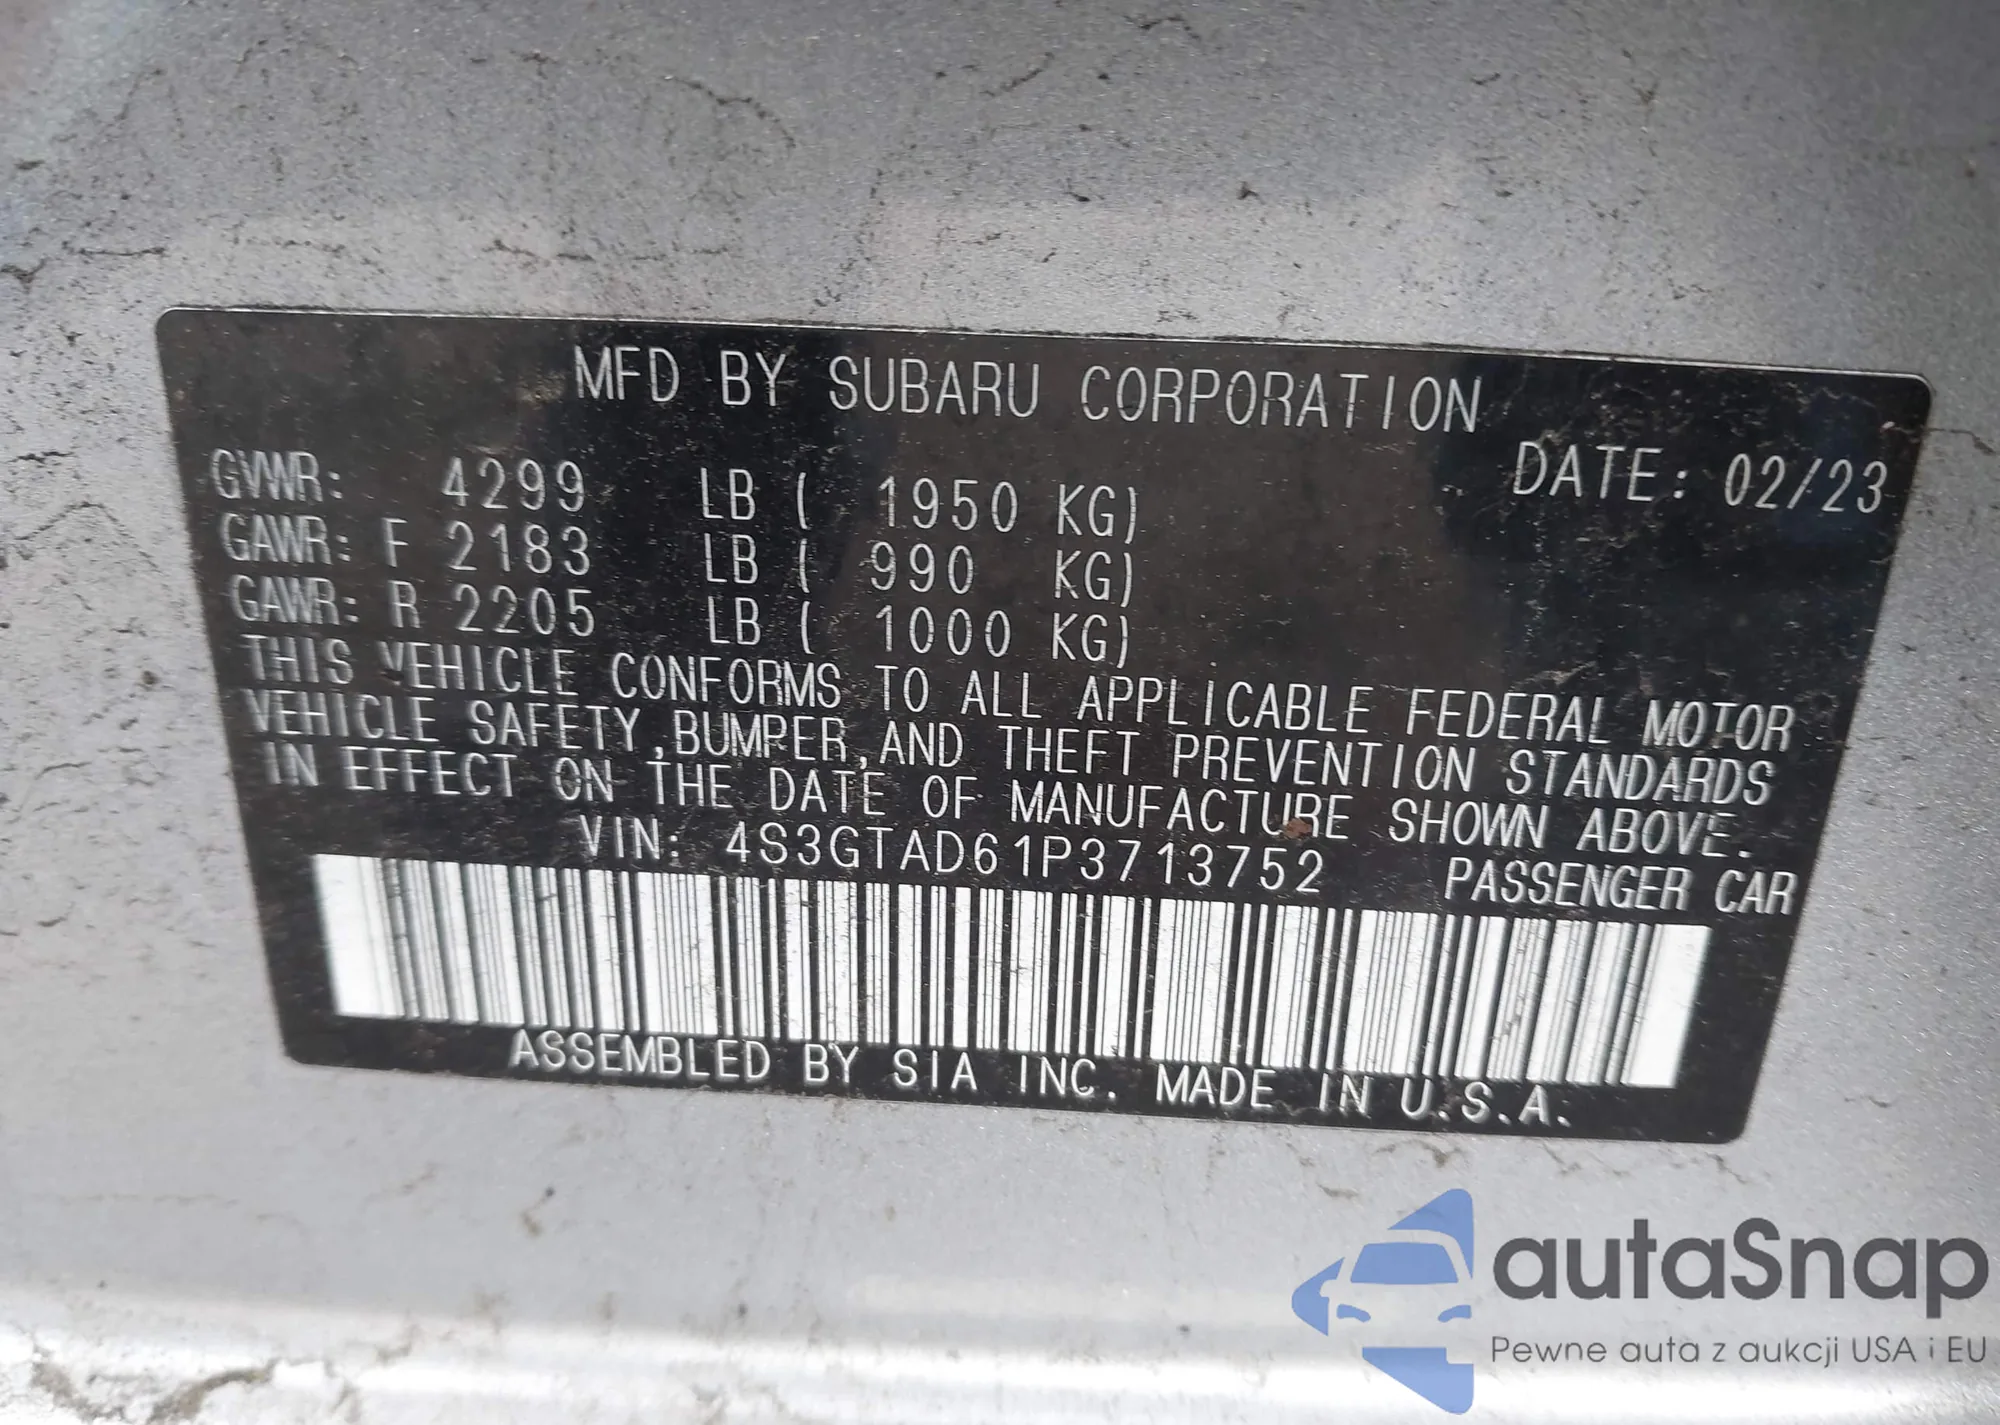 MFD BY SUBARU CORPORATION
DATE: 02/23
GVWR: 4299 LB ( 1950 KG)
GAWR: F 2183 LB ( 990 KG)
GAWR: R 2205 LB ( 1000 KG)
THIS VEHICLE CONFORMS TO ALL APPLICABLE FEDERAL MOTOR
VEHICLE SAFETY, BUMPER, AND THEFT PREVENTION STANDARDS
IN EFFECT ON THE DATE OF MANUFACTURE SHOWN ABOVE.
VIN: 4S3GTAD61P3713752 PASSENGER CAR
ASSEMBLED BY SIA INC. MADE IN U.S.A.
autaSnap
Pewne auta z aukcji USA i EU